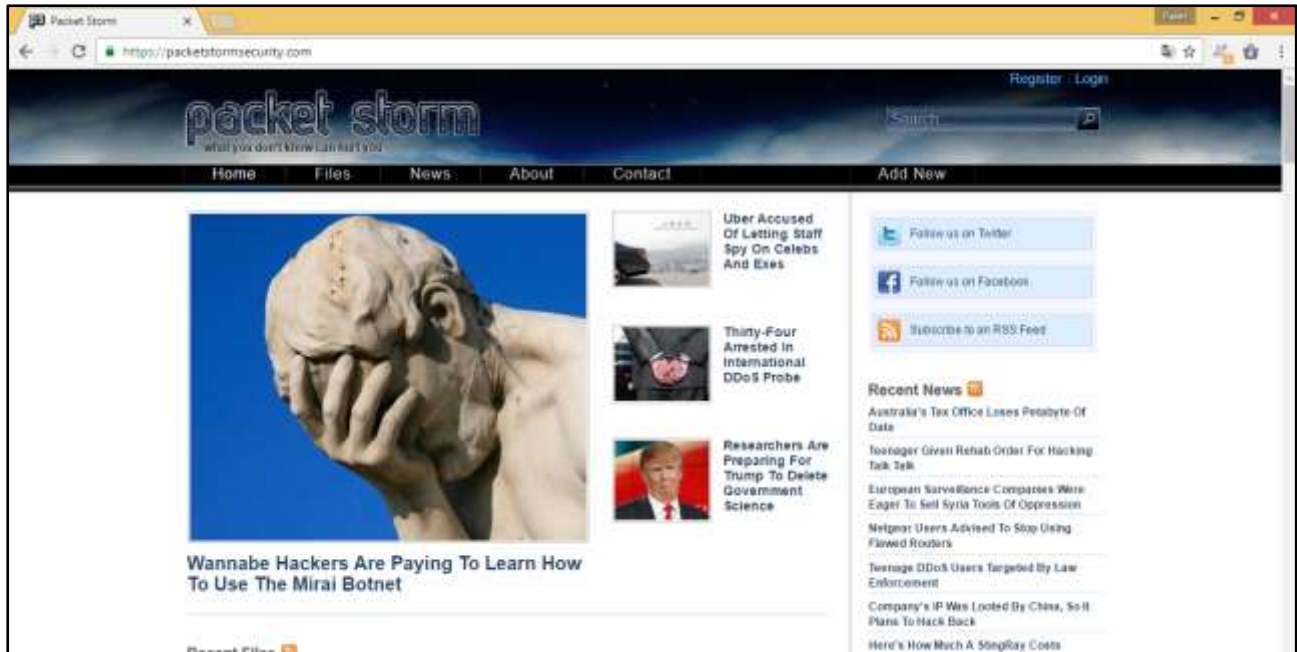 Packet Storm
https://packetstormsecurity.com
Register Login
packet storm
what you don't know can hurt you
Search
Home Files News About Contact Add New
Wannabe Hackers Are Paying To Learn How
To Use The Mirai Botnet
Uber Accused
Of Letting Staff
Spy On Celebs
And Exes
Thirty-Four
Arrested In
International
DDoS Probe
Researchers Are
Preparing For
Trump To Delete
Government
Science
Follow us on Twitter
Follow us on Facebook
Subscribe to an RSS Feed
Recent News
Australia's Tax Office Loses Petabyte Of
Data
Teenager Given Rehab Order For Hacking
Talk Talk
European Surveillance Companies Were
Eager To Sell Syria Tools Of Oppression
Netgear Users Advised To Stop Using
Flawed Routers
Teenage DDoS Users Targeted By Law
Enforcement
Company's IP Was Looted By China, So It
Plans To Hack Back
Here's How Much A StingRay Costs
Recent Files